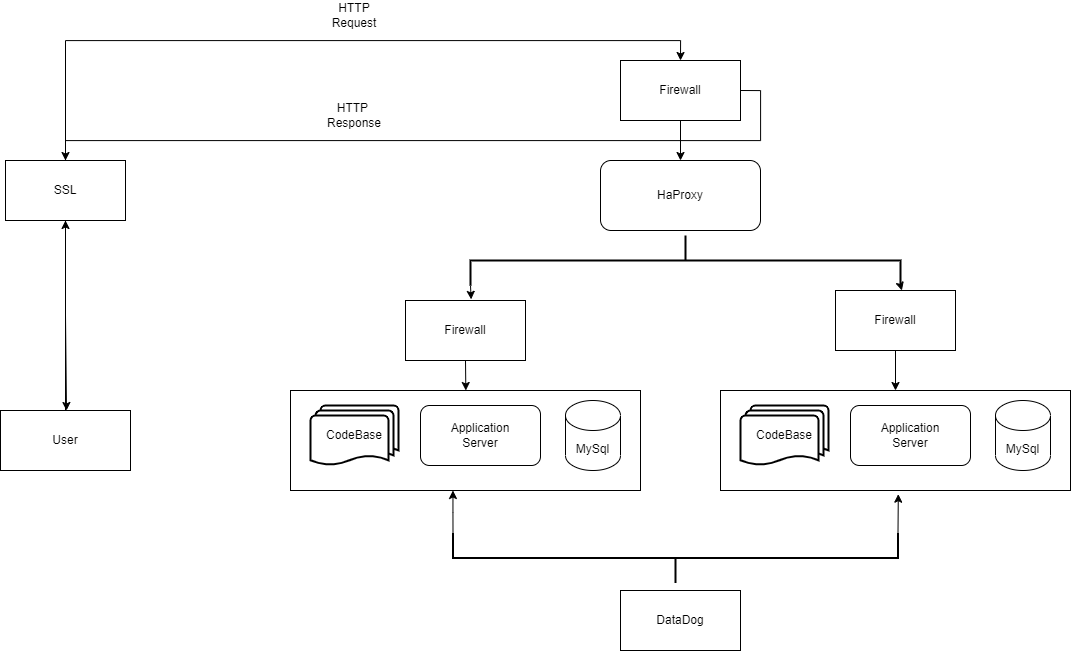 HTTP
Request
Firewall
HTTP
Response
SSL
HaProxy
Firewall
Firewall
CodeBase
Application
Server
MySql
CodeBase
Application
Server
MySql
User
DataDog